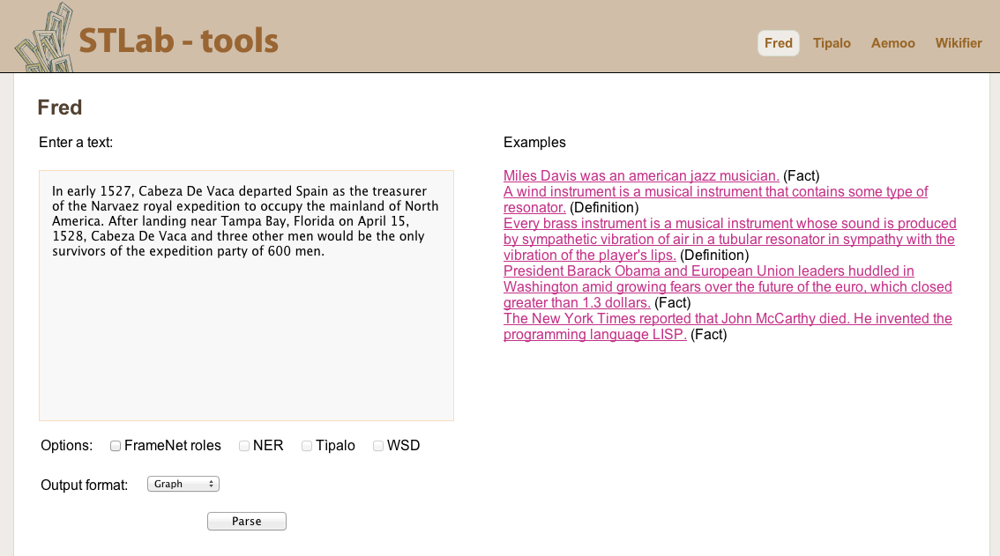 STLab - tools
Fred Tìpalo Aemoo Wikifier
Fred
Enter a text:
In early 1527, Cabeza De Vaca departed Spain as the treasurer
of the Narvaez royal expedition to occupy the mainland of North
America. After landing near Tampa Bay, Florida on April 15,
1528, Cabeza De Vaca and three other men would be the only
survivors of the expedition party of 600 men.
Options: FrameNet roles NER Tìpalo WSD
Output format: Graph
Parse
Examples
Miles Davis was an american jazz musician. (Fact)
A wind instrument is a musical instrument that contains some type of
resonator. (Definition)
Every brass instrument is a musical instrument whose sound is produced
by sympathetic vibration of air in a tubular resonator in sympathy with the
vibration of the player's lips. (Definition)
President Barack Obama and European Union leaders huddled in
Washington amid growing fears over the future of the euro, which closed
greater than 1.3 dollars. (Fact)
The New York Times reported that John McCarthy died. He invented the
programming language LISP. (Fact)